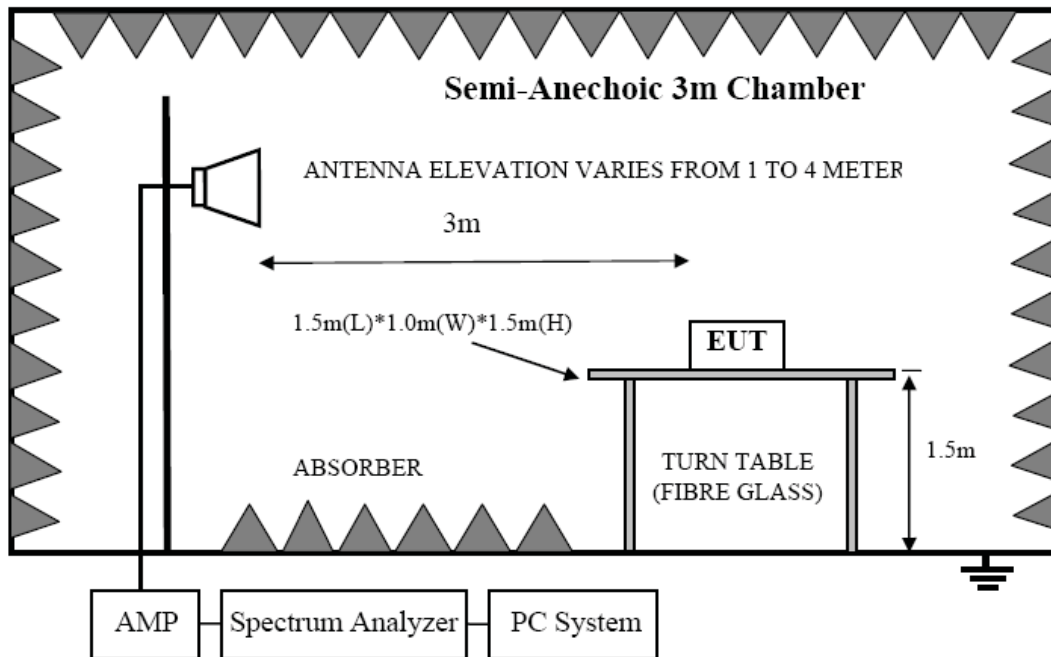 Semi-Anechoic 3m Chamber
ANTENNA ELEVATION VARIES FROM 1 TO 4 METER
3m
1.5m(L)*1.0m(W)*1.5m(H)
EUT
1.5m
ABSORBER
TURN TABLE
(FIBRE GLASS)
AMP
Spectrum Analyzer
PC System